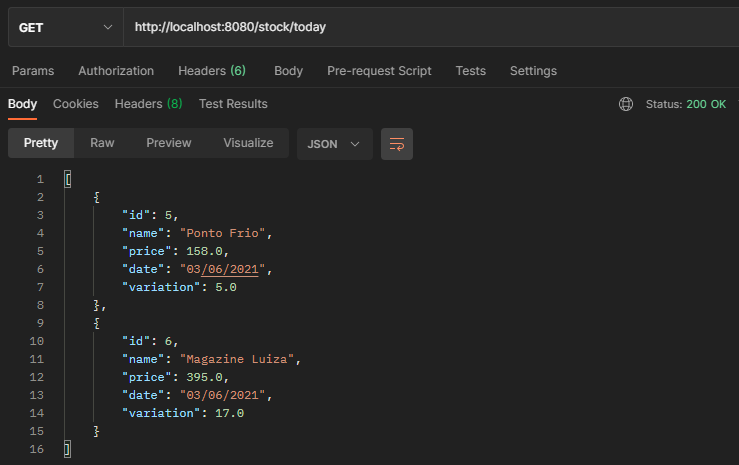 GET http://localhost:8080/stock/today
Params Authorization Headers (6) Body Pre-request Script Tests Settings
Body Cookies Headers (8) Test Results Status: 200 OK
Pretty Raw Preview Visualize JSON
1 [
2 {
3 "id": 5,
4 "name": "Ponto Frio",
5 "price": 158.0,
6 "date": "03/06/2021",
7 "variation": 5.0
8 },
9 {
10 "id": 6,
11 "name": "Magazine Luiza",
12 "price": 395.0,
13 "date": "03/06/2021",
14 "variation": 17.0
15 }
16 ]